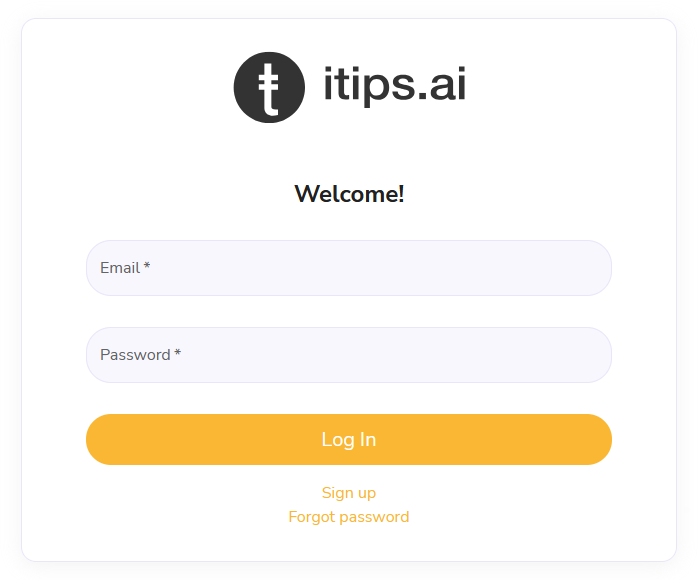 itips.ai
Welcome!
Email *
Password *
Log In
Sign up
Forgot password